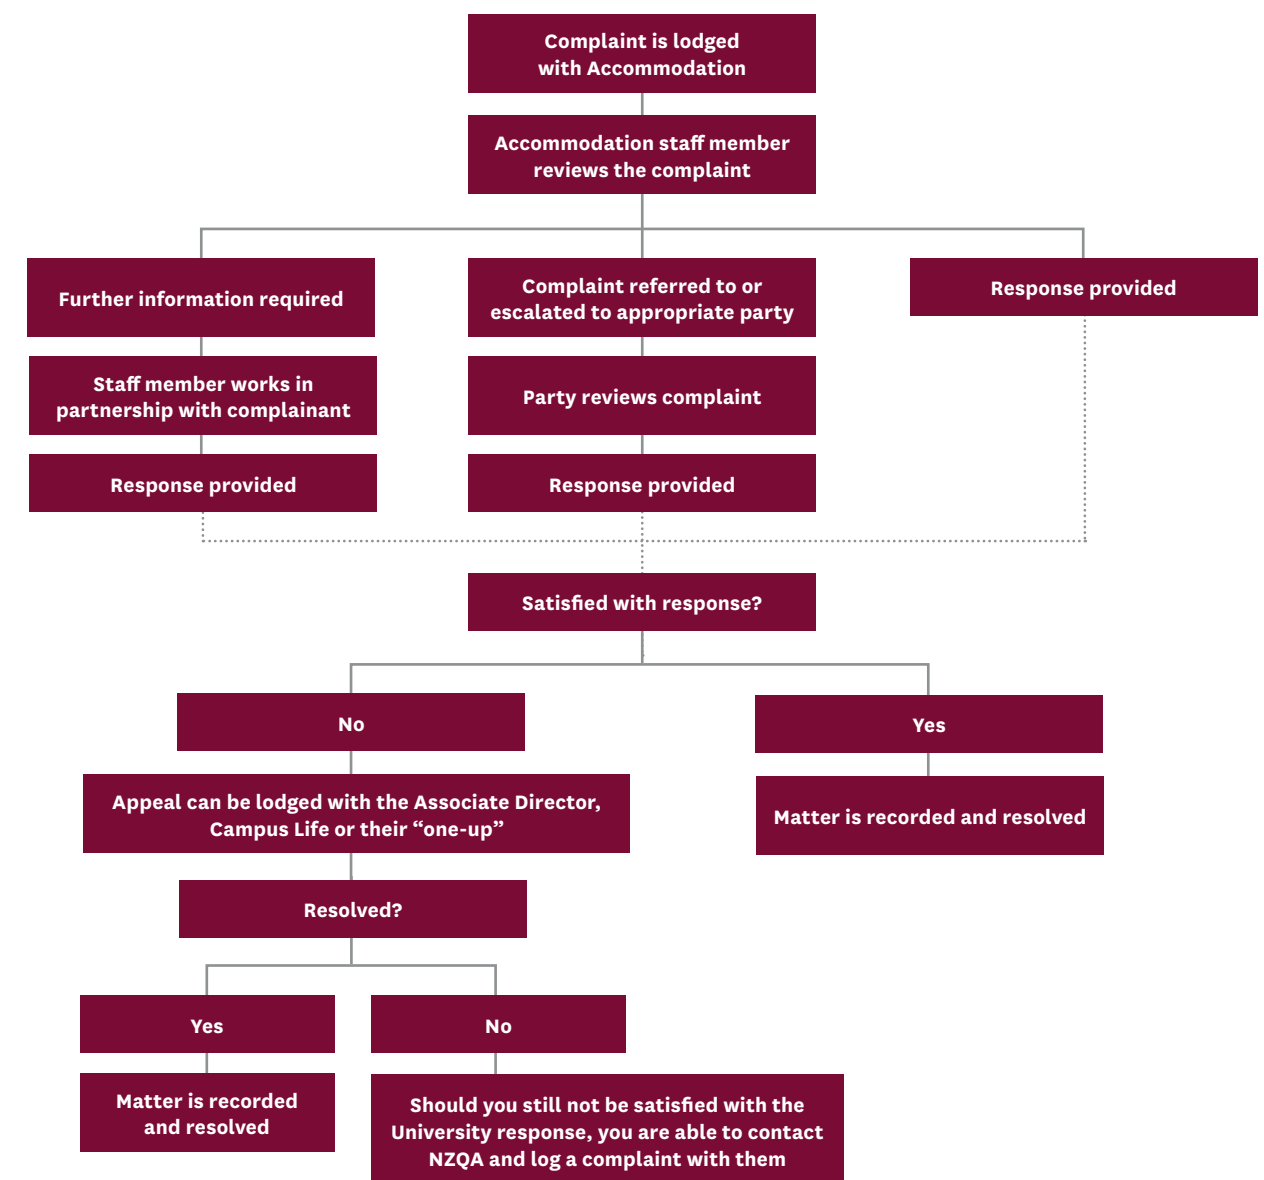 Complaint is lodged
with Accommodation
Accommodation staff member
reviews the complaint
Further information required
Complaint referred to or
escalated to appropriate party
Response provided
Staff member works in
partnership with complainant
Party reviews complaint
Response provided
Response provided
Satisfied with response?
No
Yes
Appeal can be lodged with the Associate Director,
Campus Life or their “one-up”
Matter is recorded and resolved
Resolved?
Yes
No
Matter is recorded
and resolved
Should you still not be satisfied with the
University response, you are able to contact
NZQA and log a complaint with them